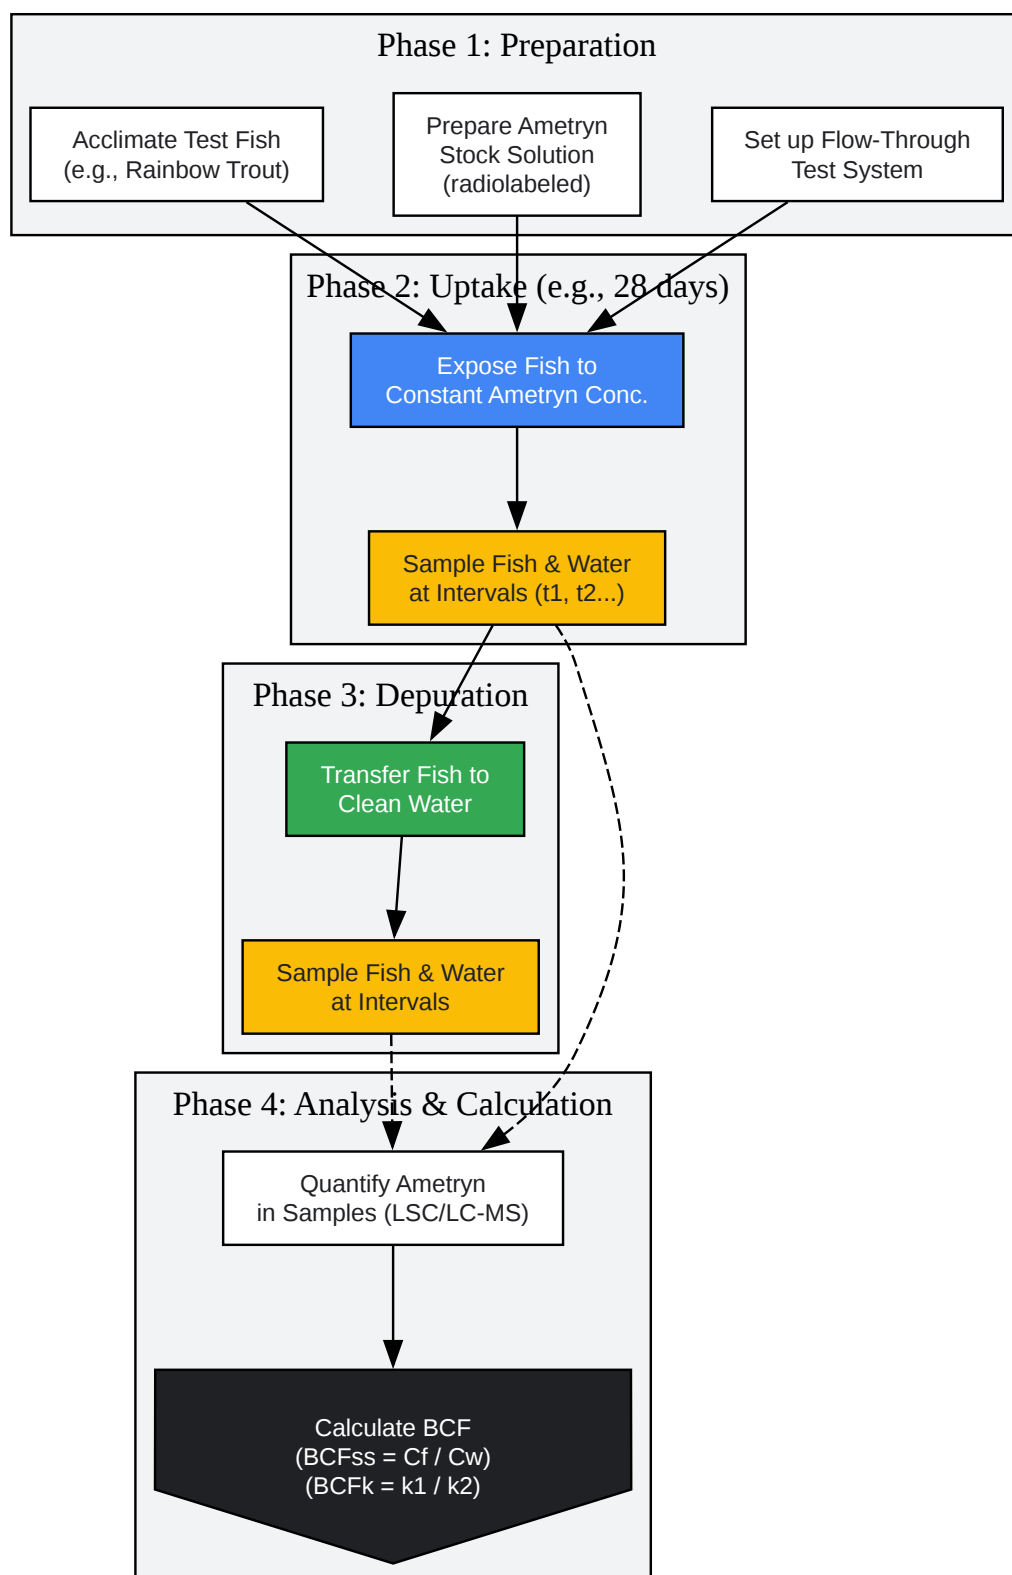 Phase 1: Preparation
Acclimate Test Fish
(e.g., Rainbow Trout)
Prepare Ametryn
Stock Solution
(radiolabeled)
Set up Flow-Through
Test System
Phase 2: Uptake (e.g., 28 days)
Expose Fish to
Constant Ametryn Conc.
Sample Fish & Water
at Intervals (t1, t2...)
Phase 3: Depuration
Transfer Fish to
Clean Water
Sample Fish & Water
at Intervals
Phase 4: Analysis & Calculation
Quantify Ametryn
in Samples (LSC/LC-MS)
Calculate BCF
(BCFss = Cf / Cw)
(BCFk = k1 / k2)